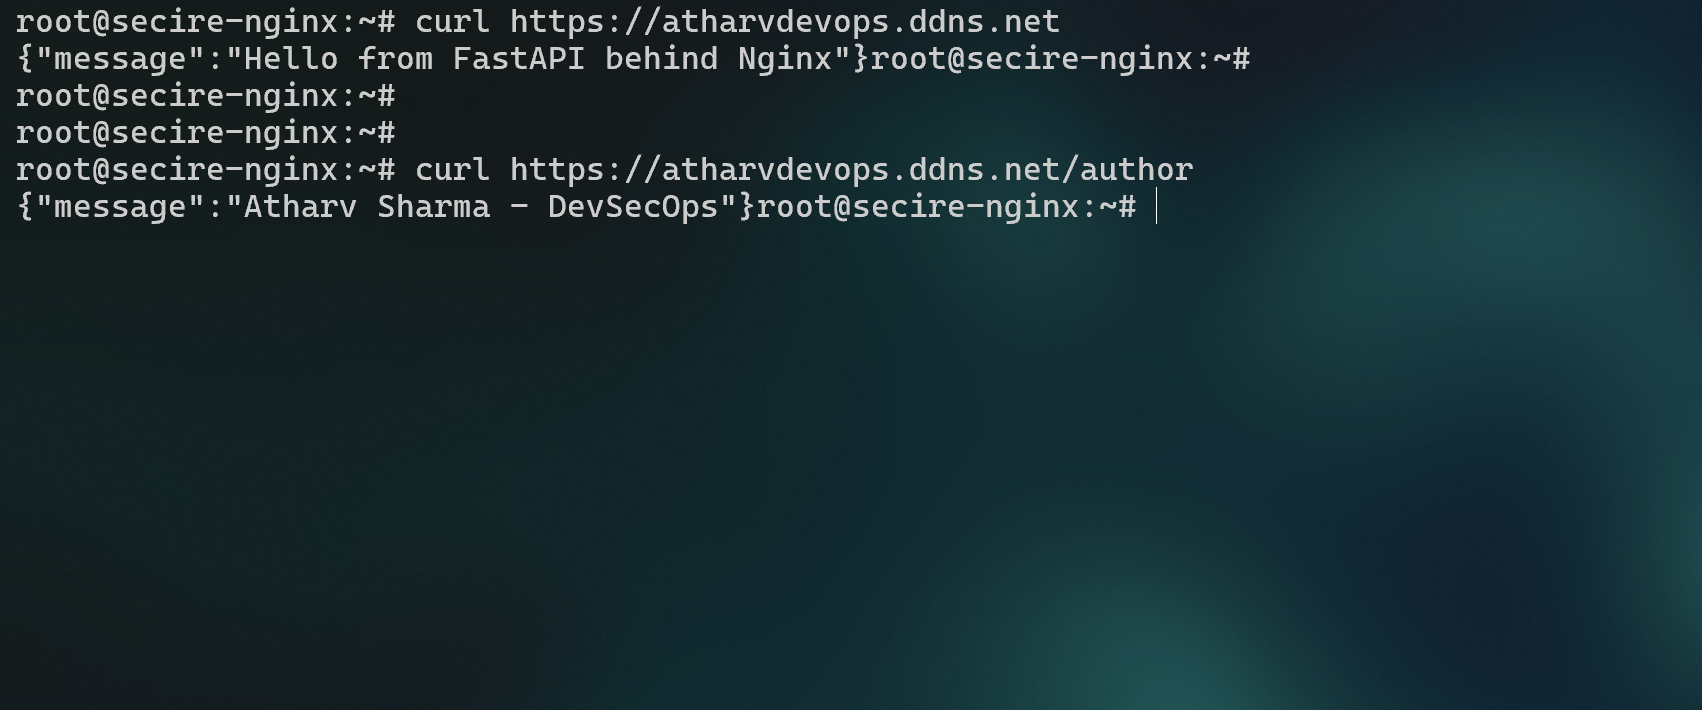 root@secire-nginx:~# curl https://atharvdevops.ddns.net
{"message":"Hello from FastAPI behind Nginx"}root@secire-nginx:~#
root@secire-nginx:~#
root@secire-nginx:~#
root@secire-nginx:~# curl https://atharvdevops.ddns.net/author
{"message":"Atharv Sharma - DevSecOps"}root@secire-nginx:~#